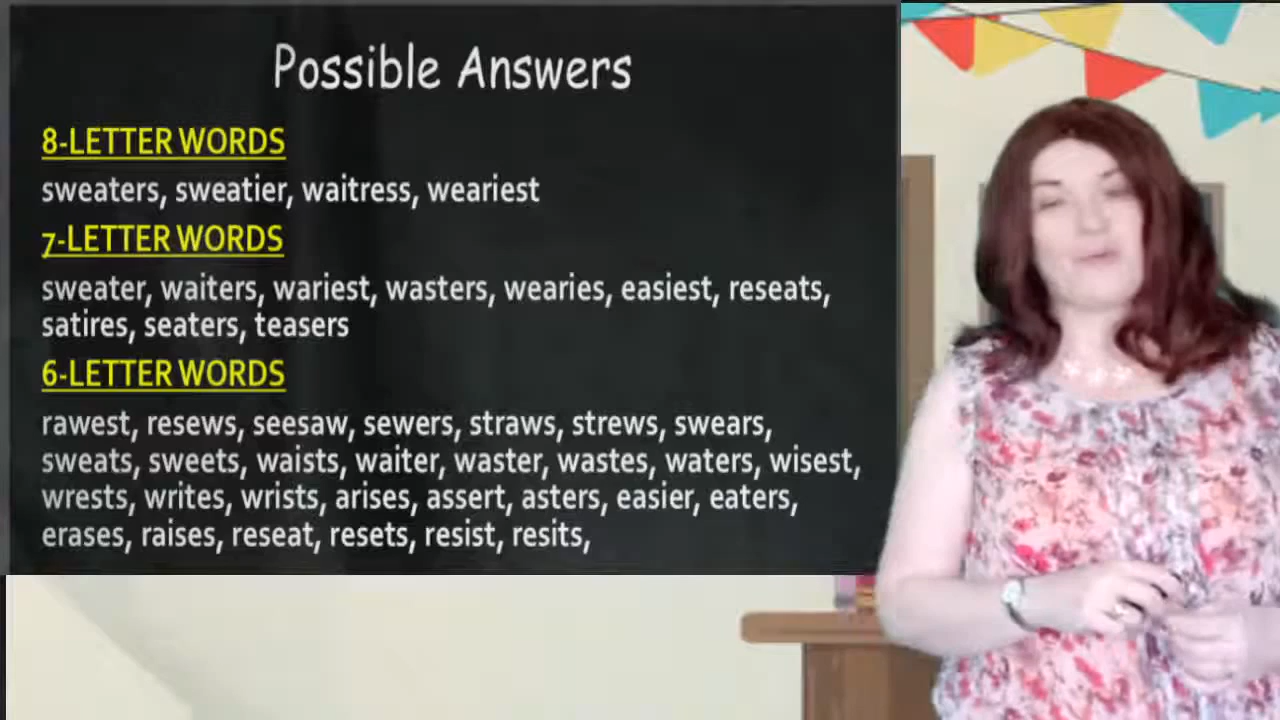 Possible Answers
8-LETTER WORDS
sweaters, sweatier, waitress, weariest
7-LETTER WORDS
sweater, waiters, wariest, wasters, wearies, easiest, reseats,
satires, seaters, teasers
6-LETTER WORDS
rawest, resews, seesaw, sewers, straws, strews, swears,
sweats, sweets, waists, waiter, waster, wastes, waters, wisest,
wrests, writes, wrists, arises, assert, asters, easier, eaters,
erases, raises, reseat, resets, resist, resits,